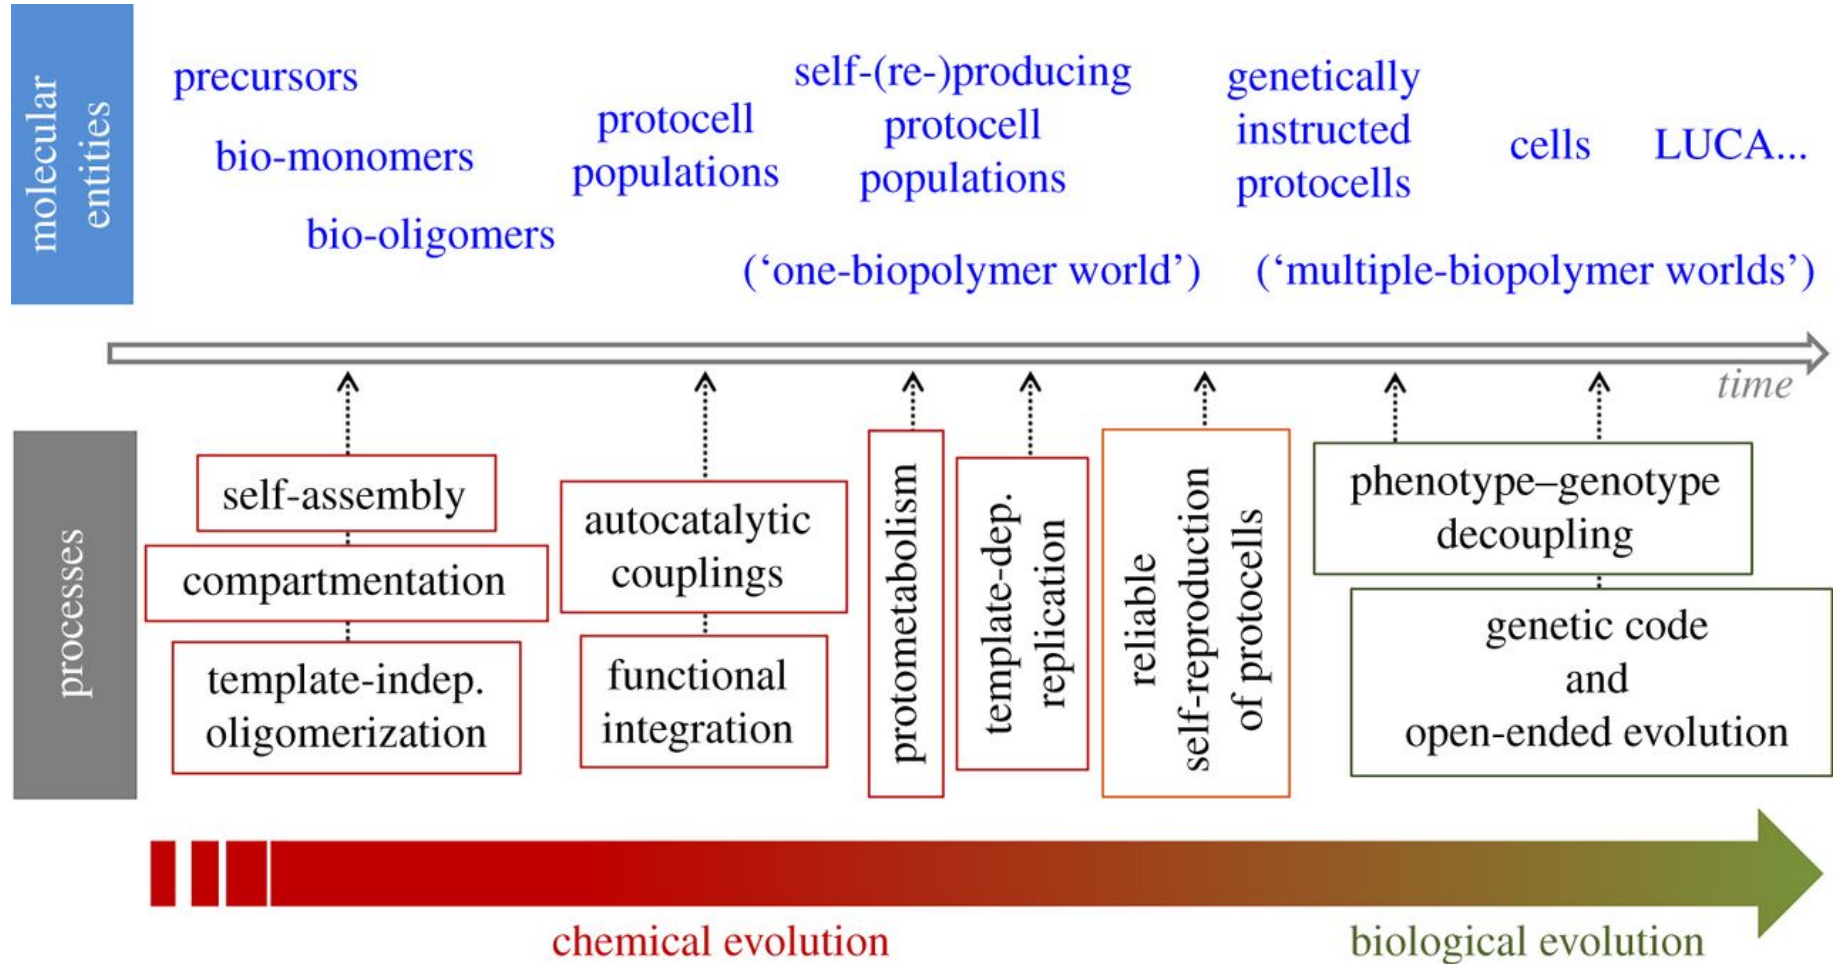 molecular
entities
precursors
bio-monomers
bio-oligomers
protocell
populations
self-(re-)producing
protocell
populations
(‘one-biopolymer world’)
genetically
instructed
protocells
cells
LUCA...
(‘multiple-biopolymer worlds’)
time
processes
self-assembly
compartmentation
template-indep.
oligomerization
autocatalytic
couplings
functional
integration
protometabolism
template-dep.
replication
reliable
self-reproduction
of protocells
phenotype–genotype
decoupling
genetic code
and
open-ended evolution
chemical evolution
biological evolution